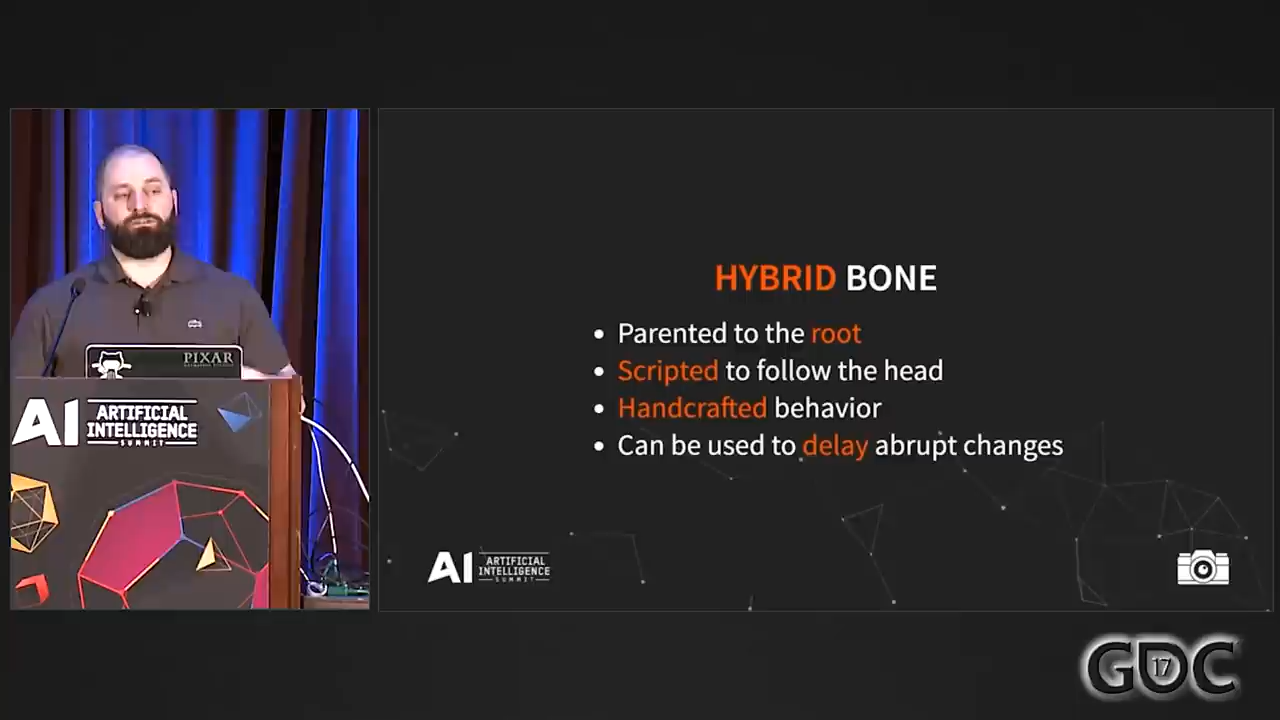 PIXAR
AI ARTIFICIAL
INTELLIGENCE
SUMMIT
HYBRID BONE
• Parented to the root
• Scripted to follow the head
• Handcrafted behavior
• Can be used to delay abrupt changes
AI ARTIFICIAL
INTELLIGENCE
SUMMIT
GDC 17